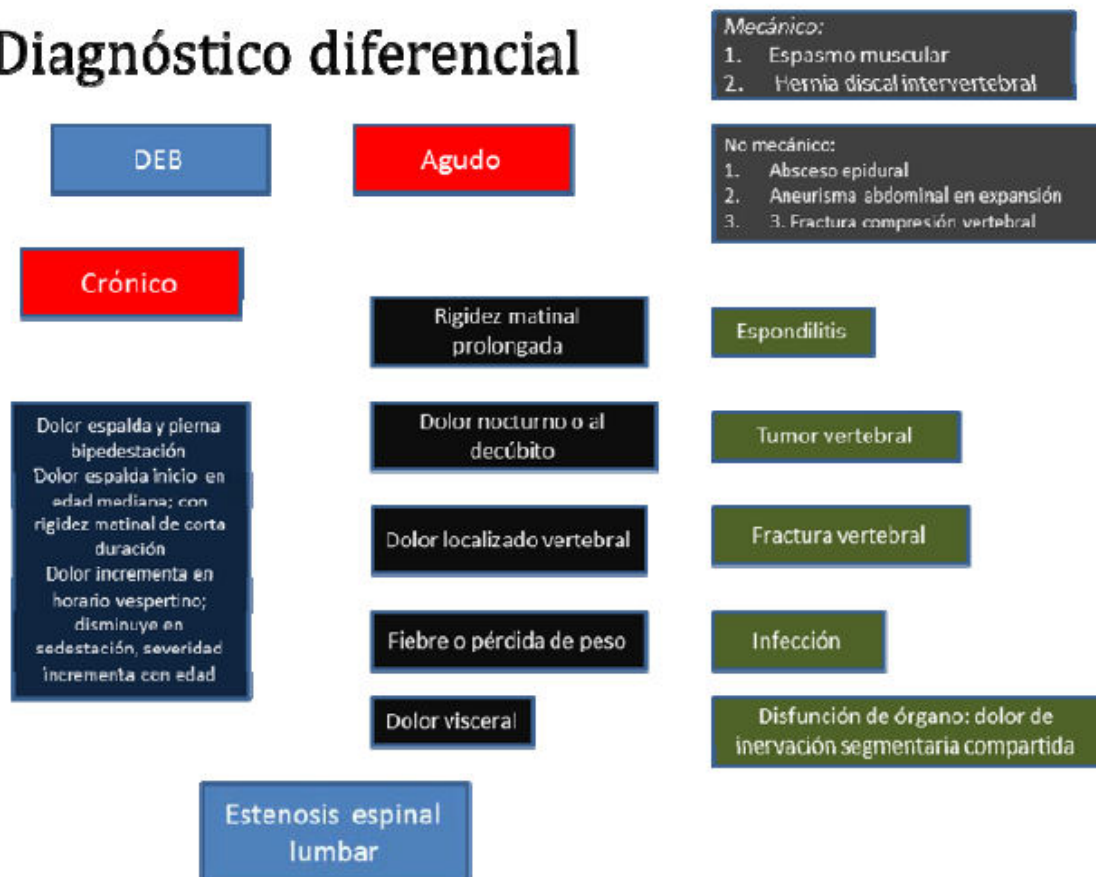 Diagnóstico diferencial
Mecánico:
1. Espasmo muscular
2. Hernia discal intervertebral
DEB
Agudo
No mecánico:
1. Absceso epidural
2. Aneurisma abdominal en expansión
3. 3. Fractura compresión vertebral
Crónico
Rigidez matinal
prolongada
Espondilitis
Dolor espalda y pierna
bipedestación
Dolor espalda inicio en
edad mediana; con
rigidez matinal de corta
duración
Dolor incrementa en
horario vespertino;
disminuye en
sedestación, severidad
incrementa con edad
Dolor nocturno o al
decúbito
Tumor vertebral
Dolor localizado vertebral
Fractura vertebral
Fiebre o pérdida de peso
Infección
Dolor visceral
Disfunción de órgano: dolor de
inervación segmentaria compartida
Estenosis espinal
lumbar